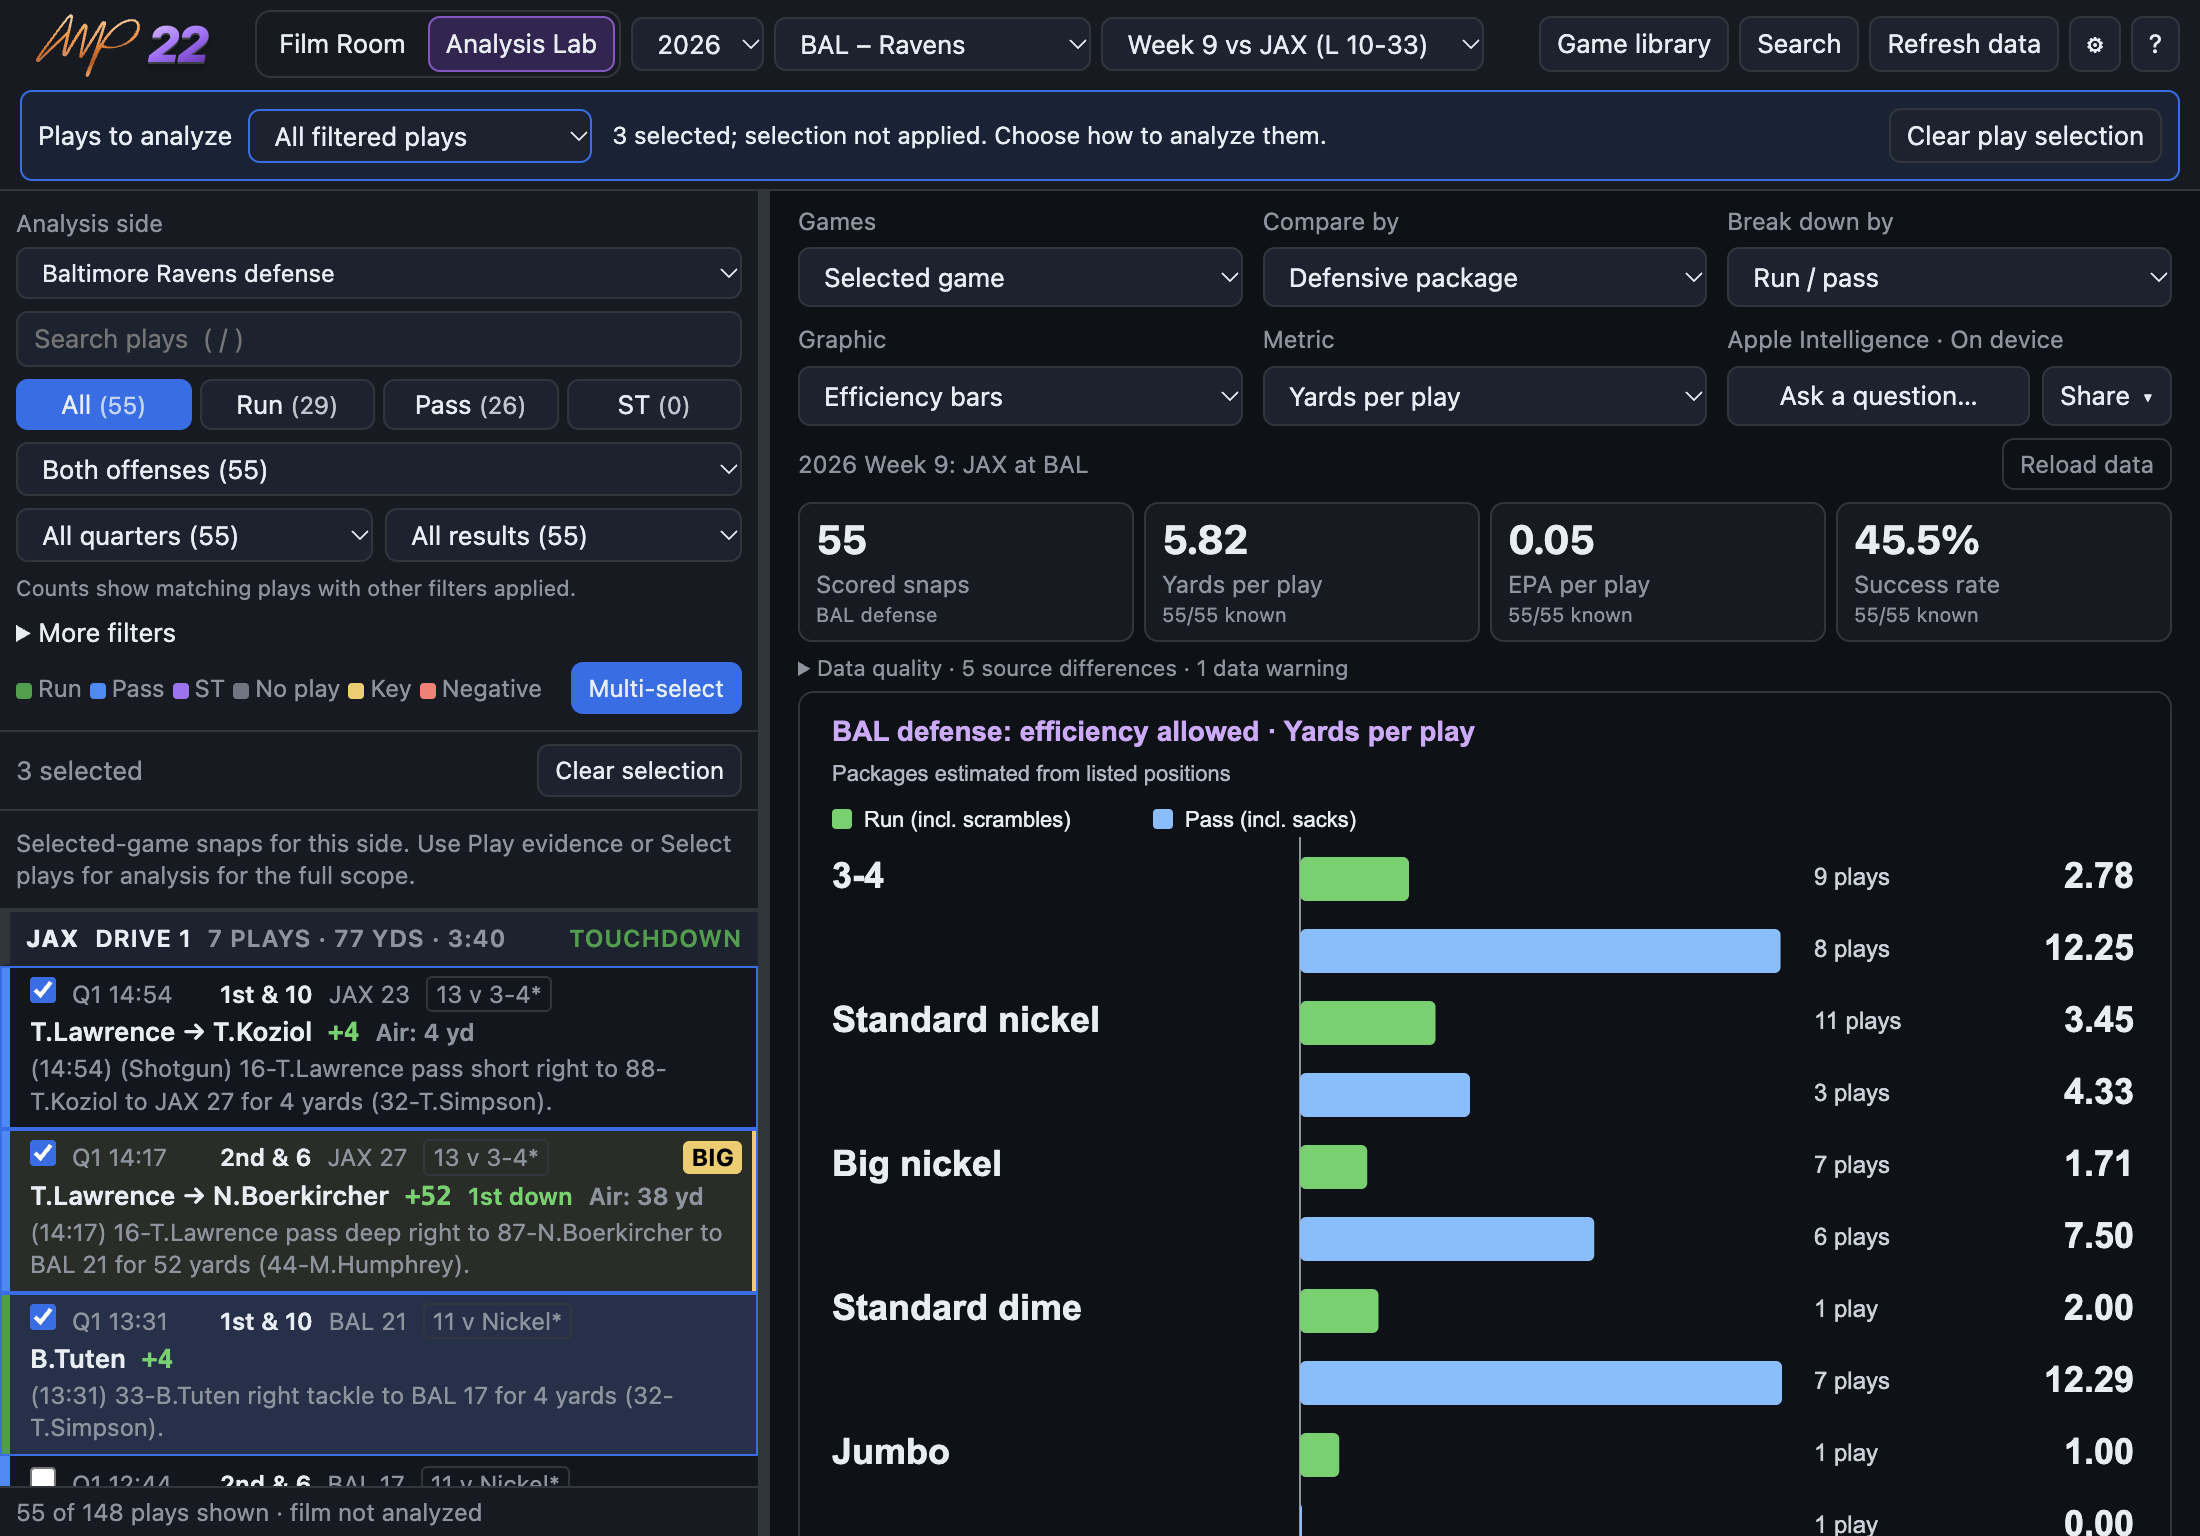 AMP 22
Film Room
Analysis Lab
2026
BAL – Ravens
Week 9 vs JAX (L 10-33)
Game library
Search
Refresh data
?
Plays to analyze
All filtered plays
3 selected; selection not applied. Choose how to analyze them.
Clear play selection
Analysis side
Baltimore Ravens defense
Search plays ( / )
All (55)
Run (29)
Pass (26)
ST (0)
Both offenses (55)
All quarters (55)
All results (55)
Counts show matching plays with other filters applied.
More filters
Run Pass ST No play Key Negative
Multi-select
3 selected
Clear selection
Selected-game snaps for this side. Use Play evidence or Select
plays for analysis for the full scope.
JAX DRIVE 1 7 PLAYS · 77 YDS · 3:40 TOUCHDOWN
Q1 14:54 1st & 10 JAX 23 13 v 3-4*
T.Lawrence → T.Koziol +4 Air: 4 yd
(14:54) (Shotgun) 16-T.Lawrence pass short right to 88-
T.Koziol to JAX 27 for 4 yards (32-T.Simpson).
Q1 14:17 2nd & 6 JAX 27 13 v 3-4* BIG
T.Lawrence → N.Boerkircher +52 1st down Air: 38 yd
(14:17) 16-T.Lawrence pass deep right to 87-N.Boerkircher to
BAL 21 for 52 yards (44-M.Humphrey).
Q1 13:31 1st & 10 BAL 21 11 v Nickel*
B.Tuten +4
(13:31) 33-B.Tuten right tackle to BAL 17 for 4 yards (32-
T.Simpson).
Q1 12:44 2nd & 6 BAL 17 11 v Nickel*
55 of 148 plays shown · film not analyzed
Games
Selected game
Compare by
Defensive package
Break down by
Run / pass
Graphic
Efficiency bars
Metric
Yards per play
Apple Intelligence · On device
Ask a question...
Share
2026 Week 9: JAX at BAL
Reload data
55
Scored snaps
BAL defense
5.82
Yards per play
55/55 known
0.05
EPA per play
55/55 known
45.5%
Success rate
55/55 known
Data quality · 5 source differences · 1 data warning
BAL defense: efficiency allowed · Yards per play
Packages estimated from listed positions
Run (incl. scrambles) Pass (incl. sacks)
3-4 9 plays 2.78
8 plays 12.25
Standard nickel 11 plays 3.45
3 plays 4.33
Big nickel 7 plays 1.71
6 plays 7.50
Standard dime 1 play 2.00
7 plays 12.29
Jumbo 1 play 1.00
1 play 0.00